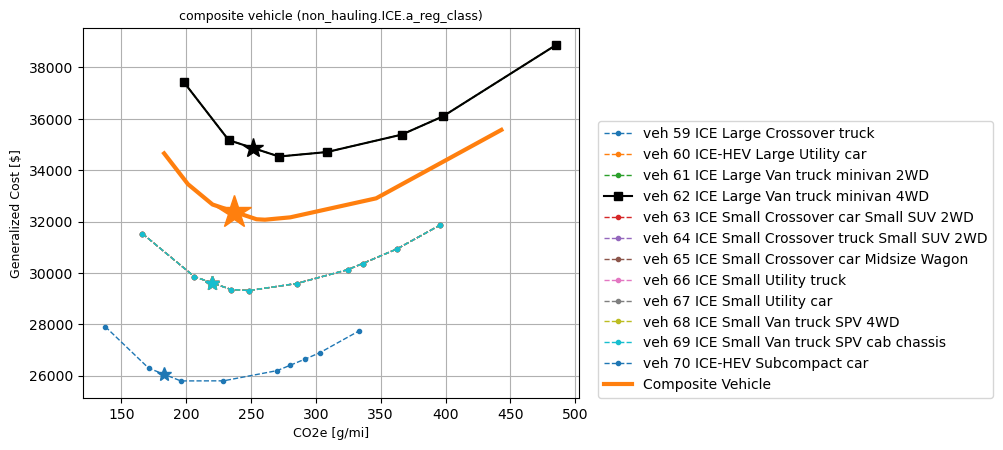 composite vehicle (non_hauling.ICE.a_reg_class)
Generalized Cost [$]
38000
36000
34000
32000
30000
28000
26000
150
200
250
300
350
400
450
500
CO2e [g/mi]
veh 59 ICE Large Crossover truck
veh 60 ICE-HEV Large Utility car
veh 61 ICE Large Van truck minivan 2WD
veh 62 ICE Large Van truck minivan 4WD
veh 63 ICE Small Crossover car Small SUV 2WD
veh 64 ICE Small Crossover truck Small SUV 2WD
veh 65 ICE Small Crossover car Midsize Wagon
veh 66 ICE Small Utility truck
veh 67 ICE Small Utility car
veh 68 ICE Small Van truck SPV 4WD
veh 69 ICE Small Van truck SPV cab chassis
veh 70 ICE-HEV Subcompact car
Composite Vehicle